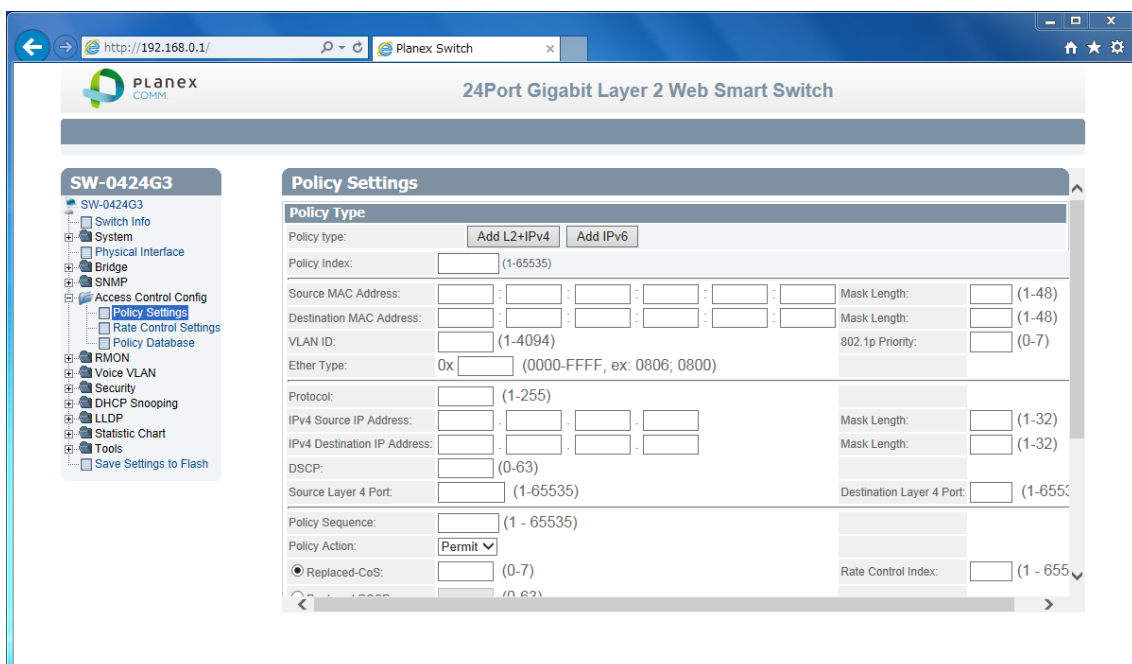 http://192.168.0.1/
Planex Switch
PLANEX COMM.
24Port Gigabit Layer 2 Web Smart Switch
SW-0424G3
SW-0424G3
Switch Info
System
Physical Interface
Bridge
SNMP
Access Control Config
Policy Settings
Rate Control Settings
Policy Database
RMON
Voice VLAN
Security
DHCP Snooping
LLDP
Statistic Chart
Tools
Save Settings to Flash
Policy Settings
Policy Type
Policy type: Add L2+IPv4 Add IPv6
Policy Index: (1-65535)
Source MAC Address: : : : : : Mask Length: (1-48)
Destination MAC Address: : : : : : Mask Length: (1-48)
VLAN ID: (1-4094) 802.1p Priority: (0-7)
Ether Type: 0x (0000-FFFF, ex: 0806; 0800)
Protocol: (1-255)
IPv4 Source IP Address: . . . Mask Length: (1-32)
IPv4 Destination IP Address: . . . Mask Length: (1-32)
DSCP: (0-63)
Source Layer 4 Port: (1-65535) Destination Layer 4 Port: (1-6553
Policy Sequence: (1 - 65535)
Policy Action: Permit
Replaced-CoS: (0-7) Rate Control Index: (1 - 655
(0-63)